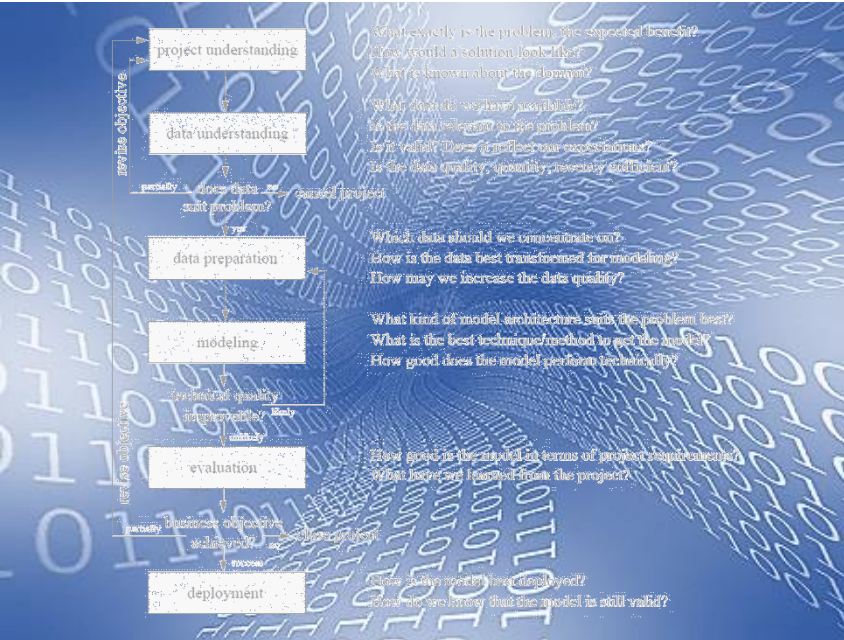 project understanding
What exactly is the problem, the expected benefit?
How would a solution look like?
What is known about the domain?
revise objective
data understanding
What data do we have available?
Is the data relevant to the problem?
Is it valid? Does it reflect our expectations?
Is the data quality, quantity, recency sufficient?
partially
does data
suit problem?
no
cancel project
yes
data preparation
Which data should we concentrate on?
How is the data best transformed for modeling?
How may we increase the data quality?
modeling
What kind of model architecture suits the problem best?
What is the best technique/method to get the model?
How good does the model perform technically?
technical quality
improvable?
likely
unlikely
revise objective
evaluation
How good is the model in terms of project requirements?
What have we learned from the project?
partially
business objective
achieved?
no
close project
success
deployment
How is the model best deployed?
How do we know that the model is still valid?